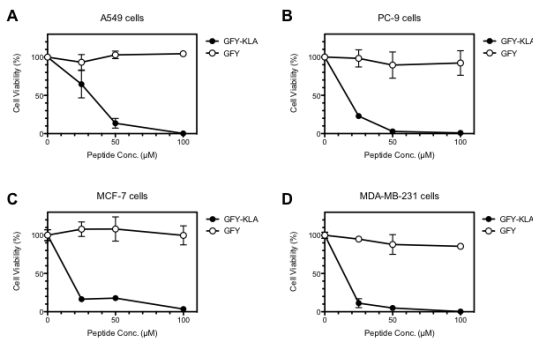 A
A549 cells
GFY-KLA
GFY
100
50
0
Cell Viability (%)
0 50 100
Peptide Conc. (μM)
B
PC-9 cells
GFY-KLA
GFY
100
50
0
Cell Viability (%)
0 50 100
Peptide Conc. (μM)
C
MCF-7 cells
GFY-KLA
GFY
100
50
0
Cell Viability (%)
0 50 100
Peptide Conc. (μM)
D
MDA-MB-231 cells
GFY-KLA
GFY
100
50
0
Cell Viability (%)
0 50 100
Peptide Conc. (μM)